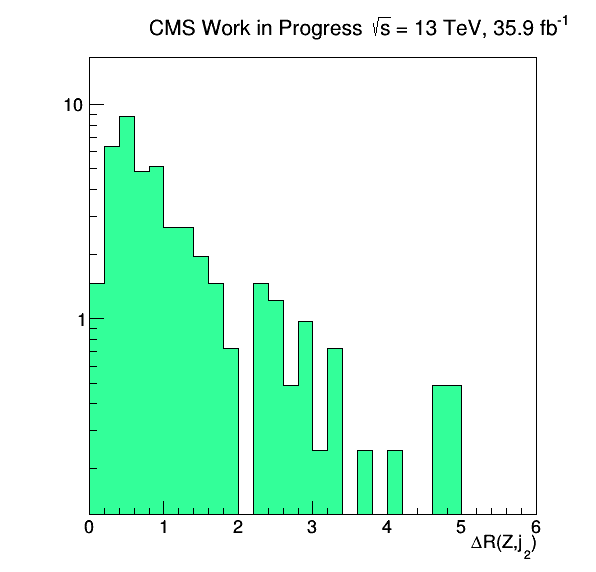 CMS Work in Progress √s = 13 TeV, 35.9 fb⁻¹
10
1
0 1 2 3 4 5 6
ΔR(Z,j₂)